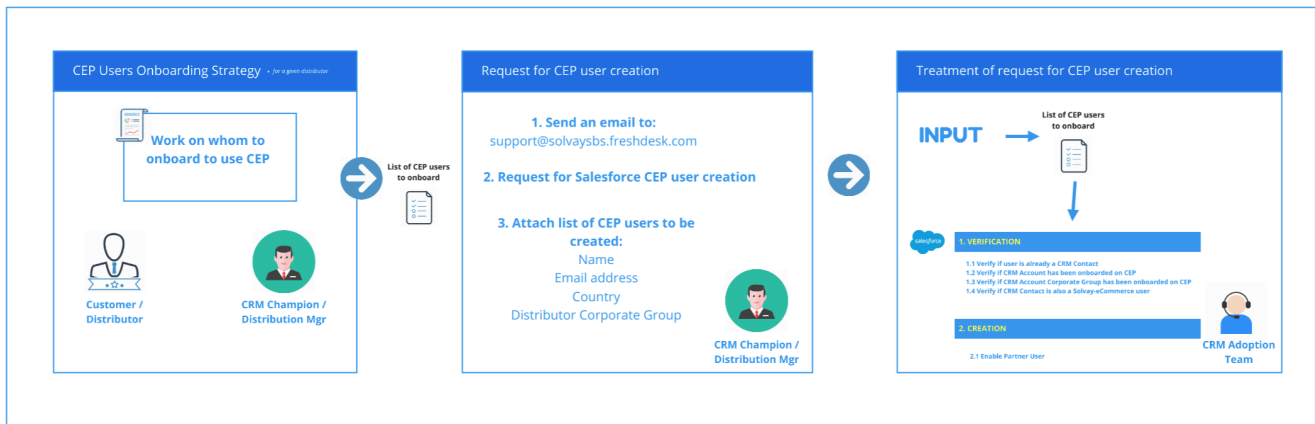 CEP Users Onboarding Strategy • for a given distributor
Work on whom to
onboard to use CEP
Customer /
Distributor
CRM Champion /
Distribution Mgr
List of CEP users
to onboard
Request for CEP user creation
1. Send an email to:
support@solvaysbs.freshdesk.com
2. Request for Salesforce CEP user creation
3. Attach list of CEP users to be
created:
Name
Email address
Country
Distributor Corporate Group
CRM Champion /
Distribution Mgr
Treatment of request for CEP user creation
INPUT
List of CEP users
to onboard
salesforce
1. VERIFICATION
1.1 Verify if user is already a CRM Contact
1.2 Verify if CRM Account has been onboarded on CEP
1.3 Verify if CRM Account Corporate Group has been onboarded on CEP
1.4 Verify if CRM Contact is also a Solvay-eCommerce user
2. CREATION
2.1 Enable Partner User
CRM Adoption
Team